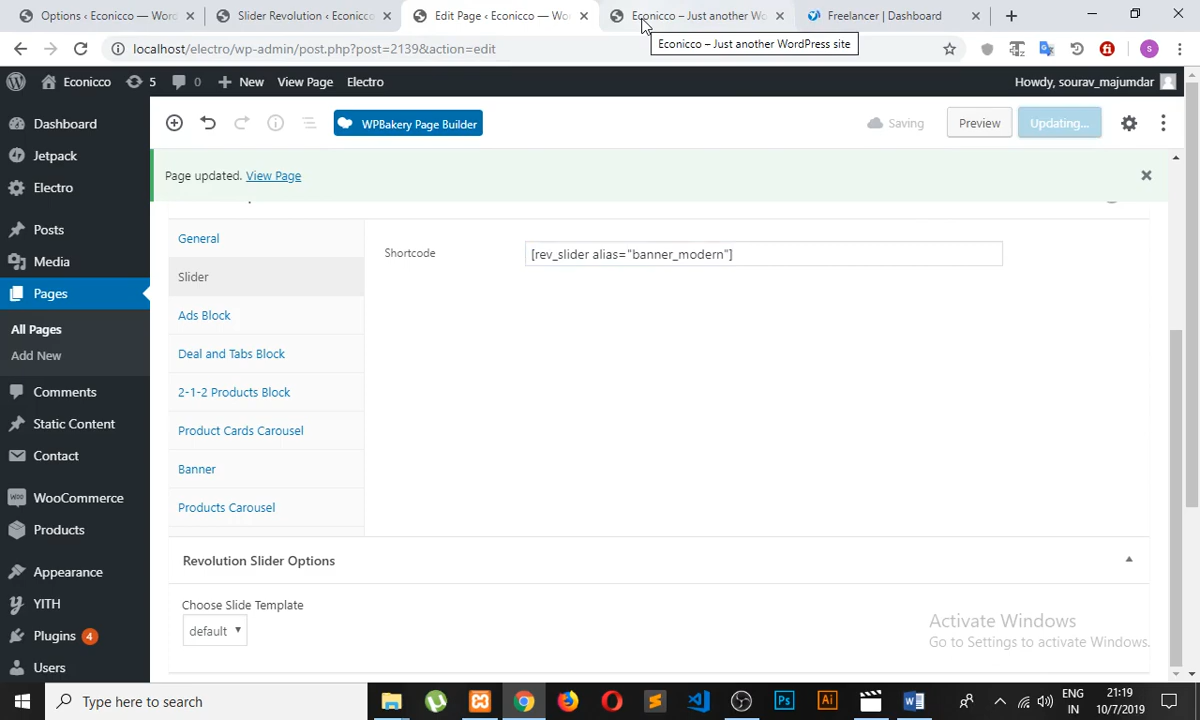 Options ‹ Econicco — W
Slider Revolution ‹ Econicco
Edit Page ‹ Econicco — Wo
Econicco – Just another Wo
Freelancer | Dashboard
localhost/electro/wp-admin/post.php?post=2139&action=edit
Econicco – Just another WordPress site
Econicco
5
0
New
View Page
Electro
Howdy, sourav_majumdar
Dashboard
Jetpack
Electro
Posts
Media
Pages
All Pages
Add New
Comments
Static Content
Contact
WooCommerce
Products
Appearance
YITH
Plugins 4
Users
WPBakery Page Builder
Saving
Preview
Updating...
Page updated. View Page
General
Slider
Ads Block
Deal and Tabs Block
2-1-2 Products Block
Product Cards Carousel
Banner
Products Carousel
Shortcode
[rev_slider alias="banner_modern"]
Revolution Slider Options
Choose Slide Template
default
Activate Windows
Go to Settings to activate Windows.
Type here to search
ENG
IN
21:19
10/7/2019